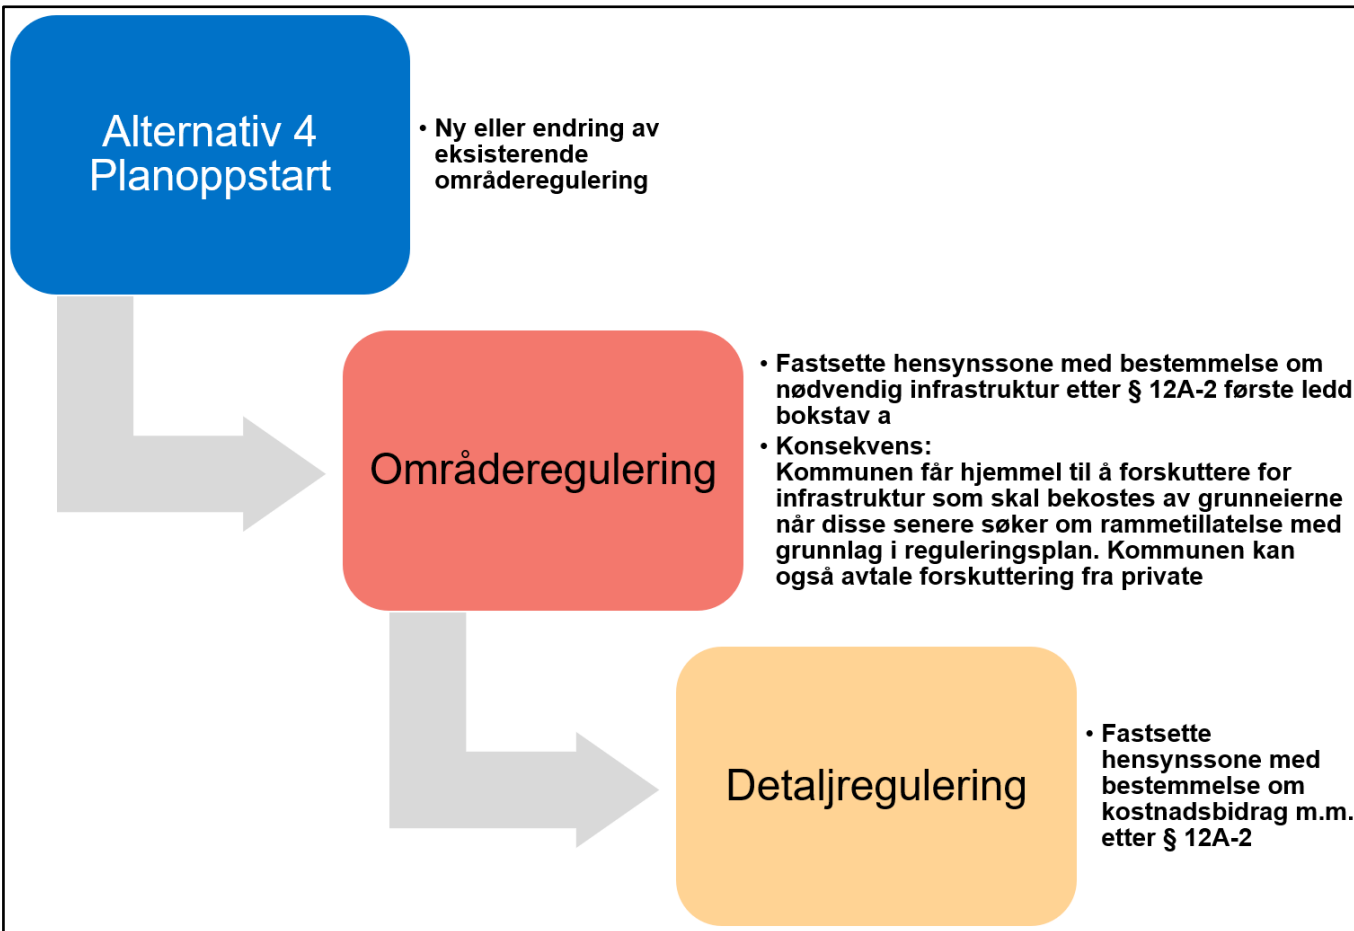 Alternativ 4
Planoppstart
• Ny eller endring av
eksisterende
områderegulering
Områderegulering
• Fastsette hensynssone med bestemmelse om
nødvendig infrastruktur etter § 12A-2 første ledd
bokstav a
• Konsekvens:
Kommunen får hjemmel til å forskuttere for
infrastruktur som skal bekostes av grunneierne
når disse senere søker om rammetillatelse med
grunnlag i reguleringsplan. Kommunen kan
også avtale forskuttering fra private
Detaljregulering
• Fastsette
hensynssone med
bestemmelse om
kostnadsbidrag m.m.
etter § 12A-2